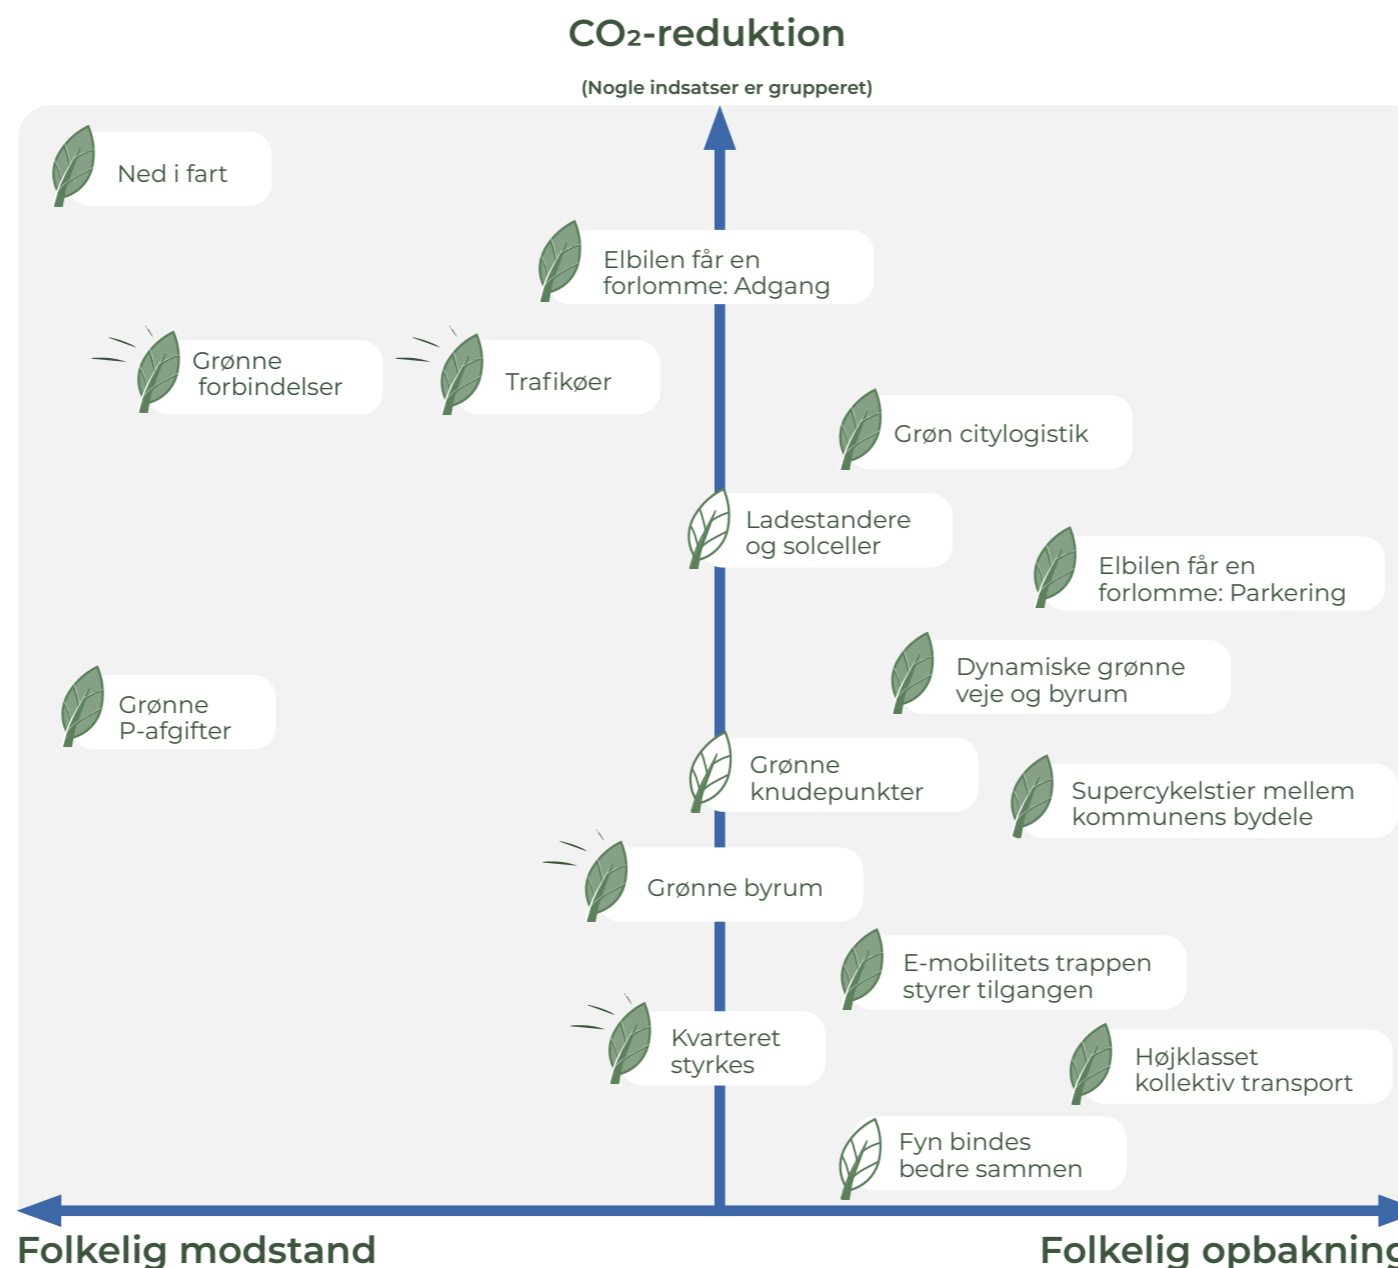 CO₂-reduktion
(Nogle indsatser er grupperet)
Ned i fart
Elbilen får en
forlomme: Adgang
Grønne
forbindelser
Trafikøer
Grøn citylogistik
Ladestandere
og solceller
Elbilen får en
forlomme: Parkering
Dynamiske grønne
veje og byrum
Grønne
P-afgifter
Grønne
knudepunkter
Supercykelstier mellem
kommunens bydele
Grønne byrum
E-mobilitets trappen
styrer tilgangen
Kvarteret
styrkes
Højklasset
kollektiv transport
Fyn bindes
bedre sammen
Folkelig modstand
Folkelig opbakning